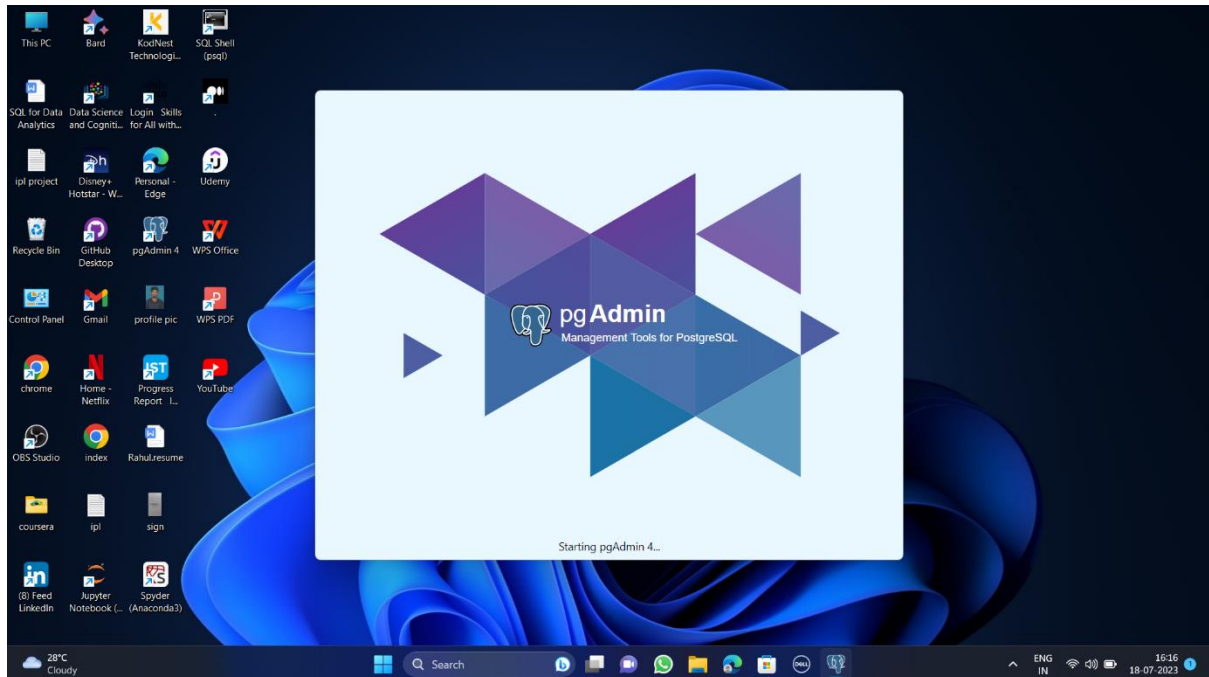 This PC
Bard
KodNest
Technologi...
SQL Shell
(psql)
SQL for Data
Analytics
Data Science
and Cogniti...
Login Skills
for All with...
.
ipl project
Disney+
Hotstar - W...
Personal -
Edge
Udemy
Recycle Bin
GitHub
Desktop
pgAdmin 4
WPS Office
Control Panel
Gmail
profile pic
WPS PDF
chrome
Home -
Netflix
Progress
Report I...
YouTube
OBS Studio
index
Rahul.resume
coursera
ipl
sign
(8) Feed
LinkedIn
Jupyter
Notebook (...
Spyder
(Anaconda3)
pgAdmin
Management Tools for PostgreSQL
Starting pgAdmin 4...
28°C
Cloudy
Search
DELL
ENG
IN
16:16
18-07-2023
1